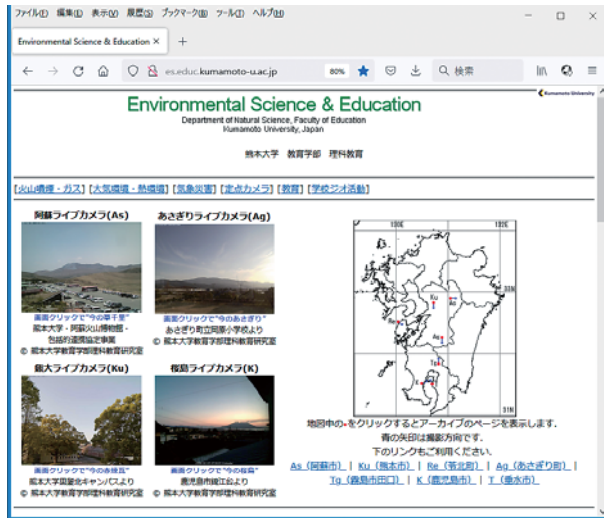 ファイル(F) 編集(E) 表示(V) 履歴(S) ブックマーク(B) ツール(T) ヘルプ(H)
Environmental Science & Education × +
es.educ.kumamoto-u.ac.jp 80% 検索
Kumamoto University
Environmental Science & Education
Department of Natural Science, Faculty of Education
Kumamoto University, Japan
熊本大学 教育学部 理科教育
[火山噴煙・ガス] [大気環境・熱環境] [気象災害] [定点カメラ] [教育] [学校ジオ活動]
阿蘇ライブカメラ(As)
画面クリックで"今の草千里"
熊本大学・阿蘇火山博物館・
包括的連携協定事業
© 熊本大学教育学部理科教育研究室
あさぎりライブカメラ(Ag)
画面クリックで"今のあさぎり"
あさぎり町立岡原小学校より
© 熊本大学教育学部理科教育研究室
熊大ライブカメラ(Ku)
画面クリックで"今の赤煉瓦"
熊本大学黒髪北キャンパスより
© 熊本大学教育学部理科教育研究室
桜島ライブカメラ(K)
画面クリックで"今の桜島"
鹿児島市錦江台より
© 熊本大学教育学部理科教育研究室
130E 132E
33N
Ku As
Re
Ag
Tg
K
31N
地図中の・をクリックするとアーカイブのページを表示します.
青の矢印は撮影方向です.
下のリンクもご利用ください.
As (阿蘇市) | Ku (熊本市) | Re (苓北町) | Ag (あさぎり町) |
Tg (霧島市田口) | K (鹿児島市) | T (垂水市)